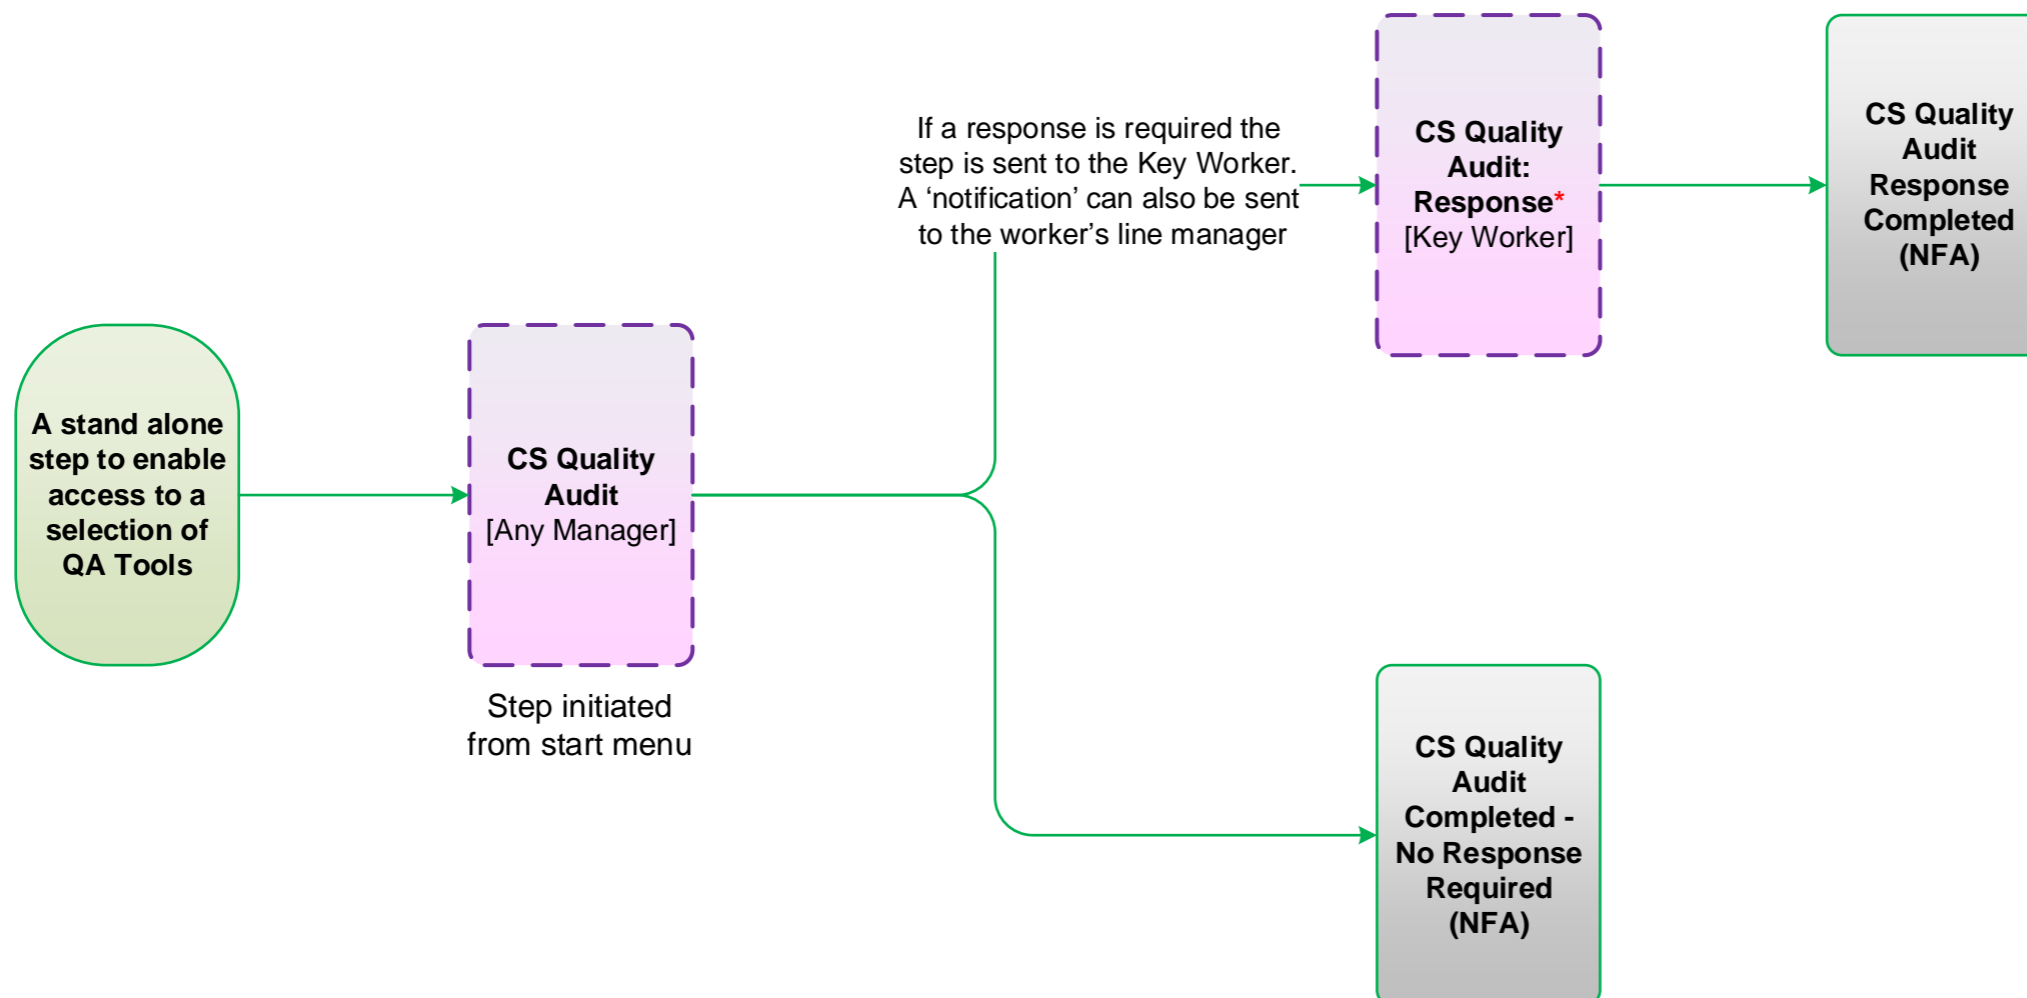 A stand alone
step to enable
access to a
selection of
QA Tools
CS Quality
Audit
[Any Manager]
Step initiated
from start menu
If a response is required the
step is sent to the Key Worker.
A ‘notification’ can also be sent
to the worker’s line manager
CS Quality
Audit:
Response*
[Key Worker]
CS Quality
Audit
Response
Completed
(NFA)
CS Quality
Audit
Completed -
No Response
Required
(NFA)